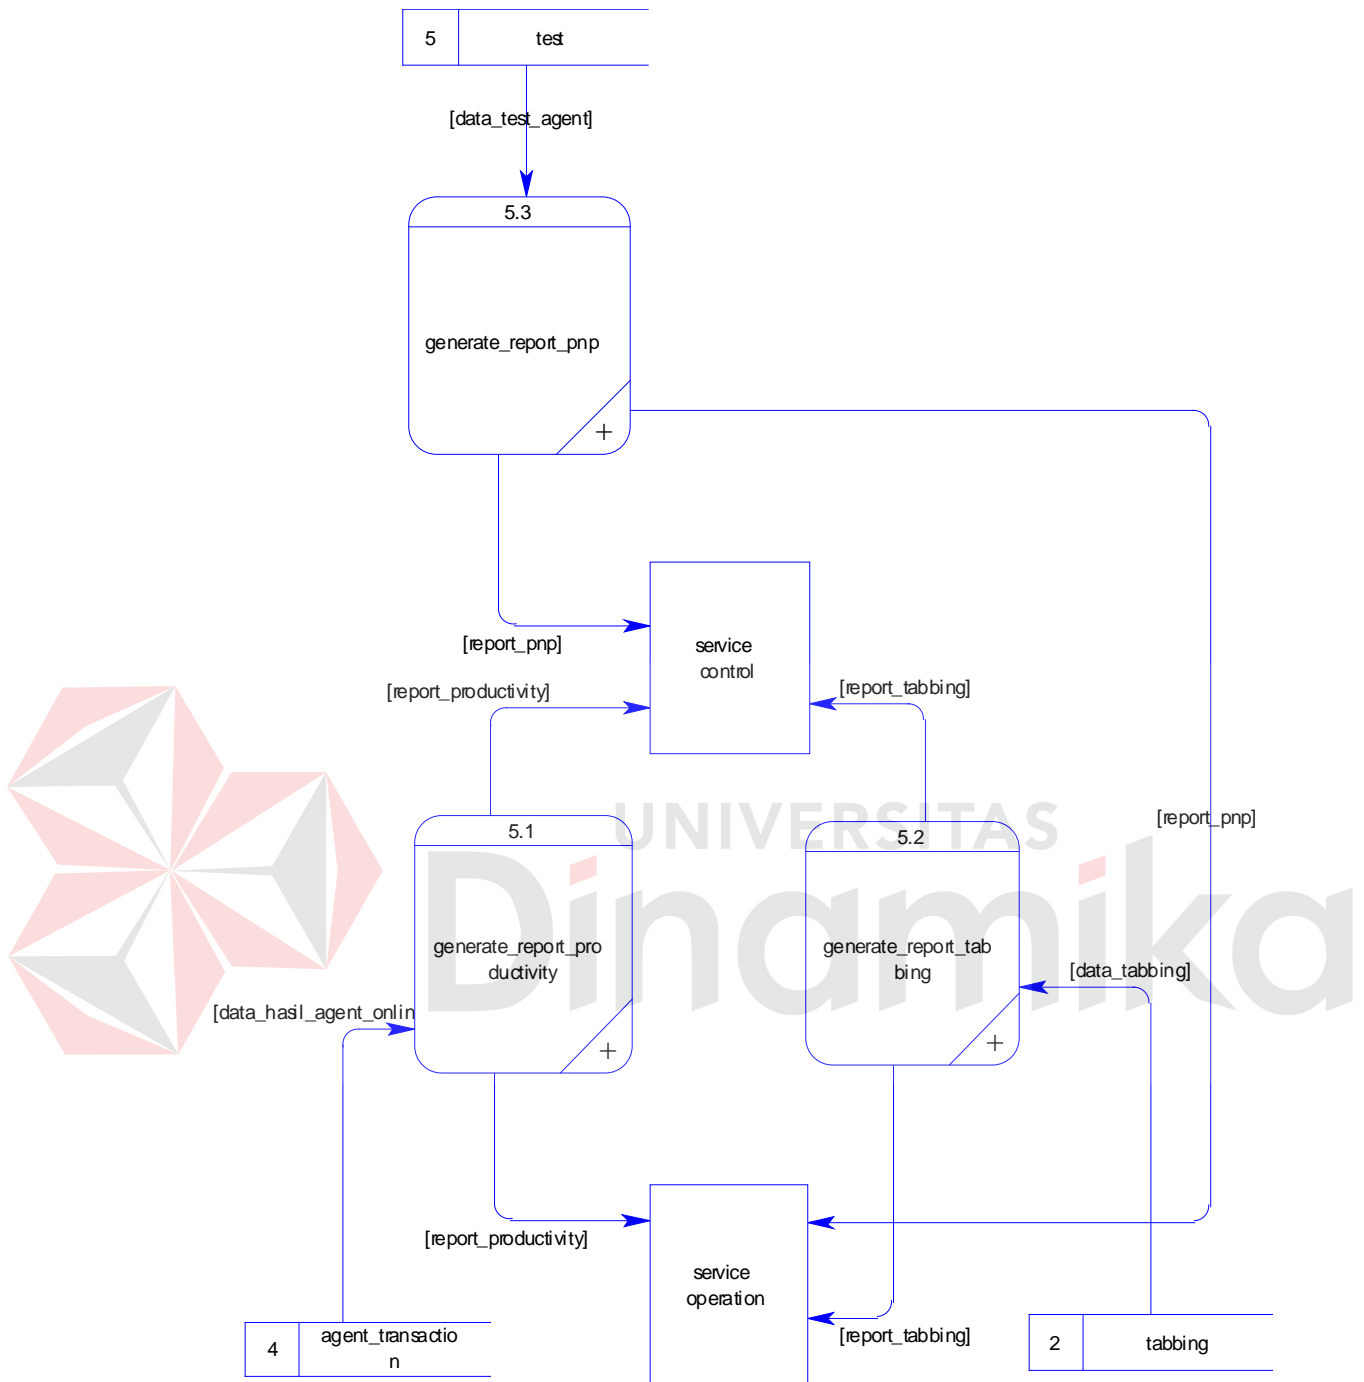 5 test
[data_test_agent]
5.3
generate_report_pnp
+
[report_pnp]
service
control
[report_productivity]
[report_tabbing]
UNIVERSITAS
Dinamika
[report_pnp]
5.1
generate_report_pro
ductivity
+
5.2
generate_report_tab
bing
+
[data_tabbing]
[data_hasil_agent_onlin
[report_productivity]
service
operation
[report_tabbing]
4 agent_transactio
n
2 tabbing